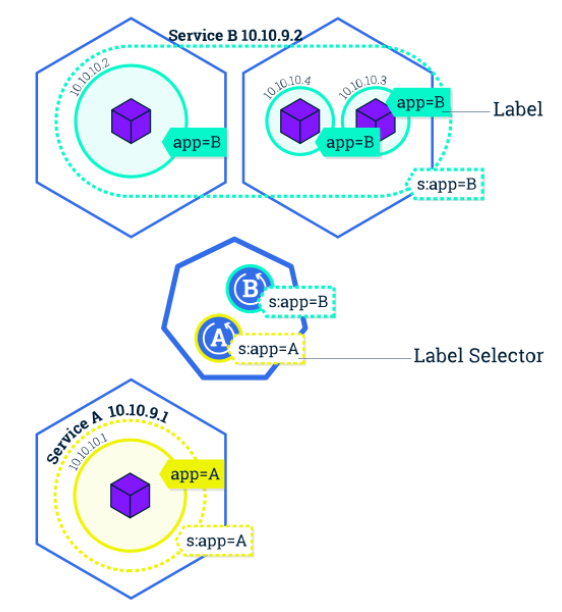 Service B 10.10.9.2
10.10.10.2
10.10.10.4
10.10.10.3
app=B
Label
app=B
app=B
s:app=B
B
s:app=B
A
s:app=A
Label Selector
Service A 10.10.9.1
10.10.10.1
app=A
s:app=A